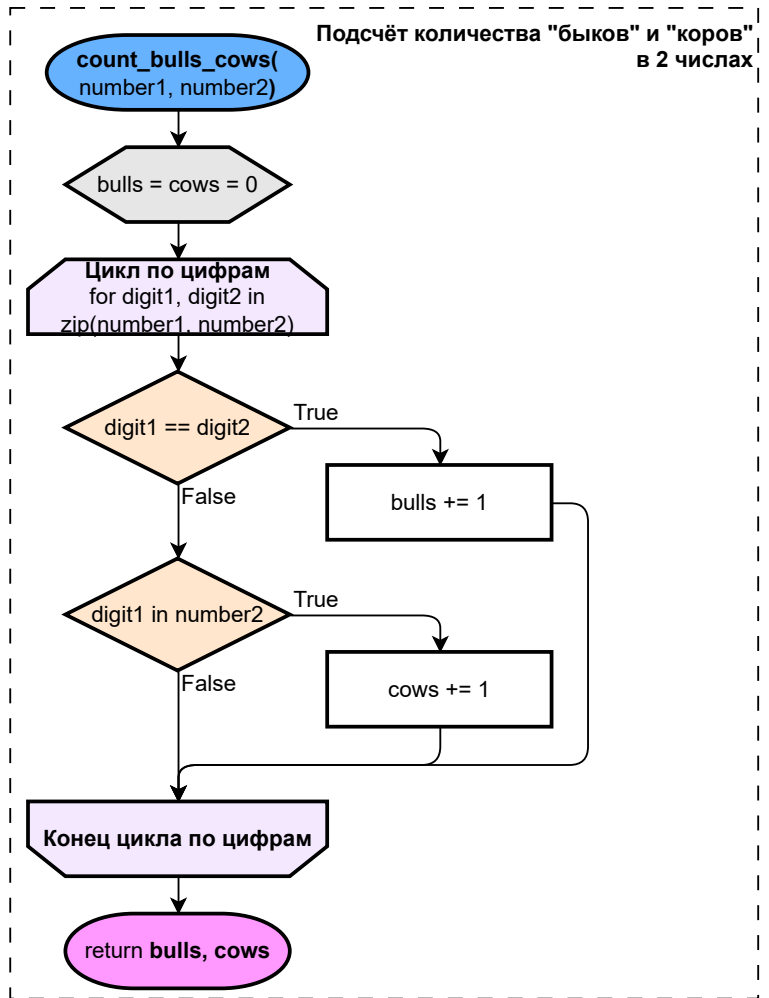 Подсчёт количества "быков" и "коров"
в 2 числах
count_bulls_cows(
number1, number2)
bulls = cows = 0
Цикл по цифрам
for digit1, digit2 in
zip(number1, number2)
digit1 == digit2
True
bulls += 1
False
digit1 in number2
True
cows += 1
False
Конец цикла по цифрам
return bulls, cows